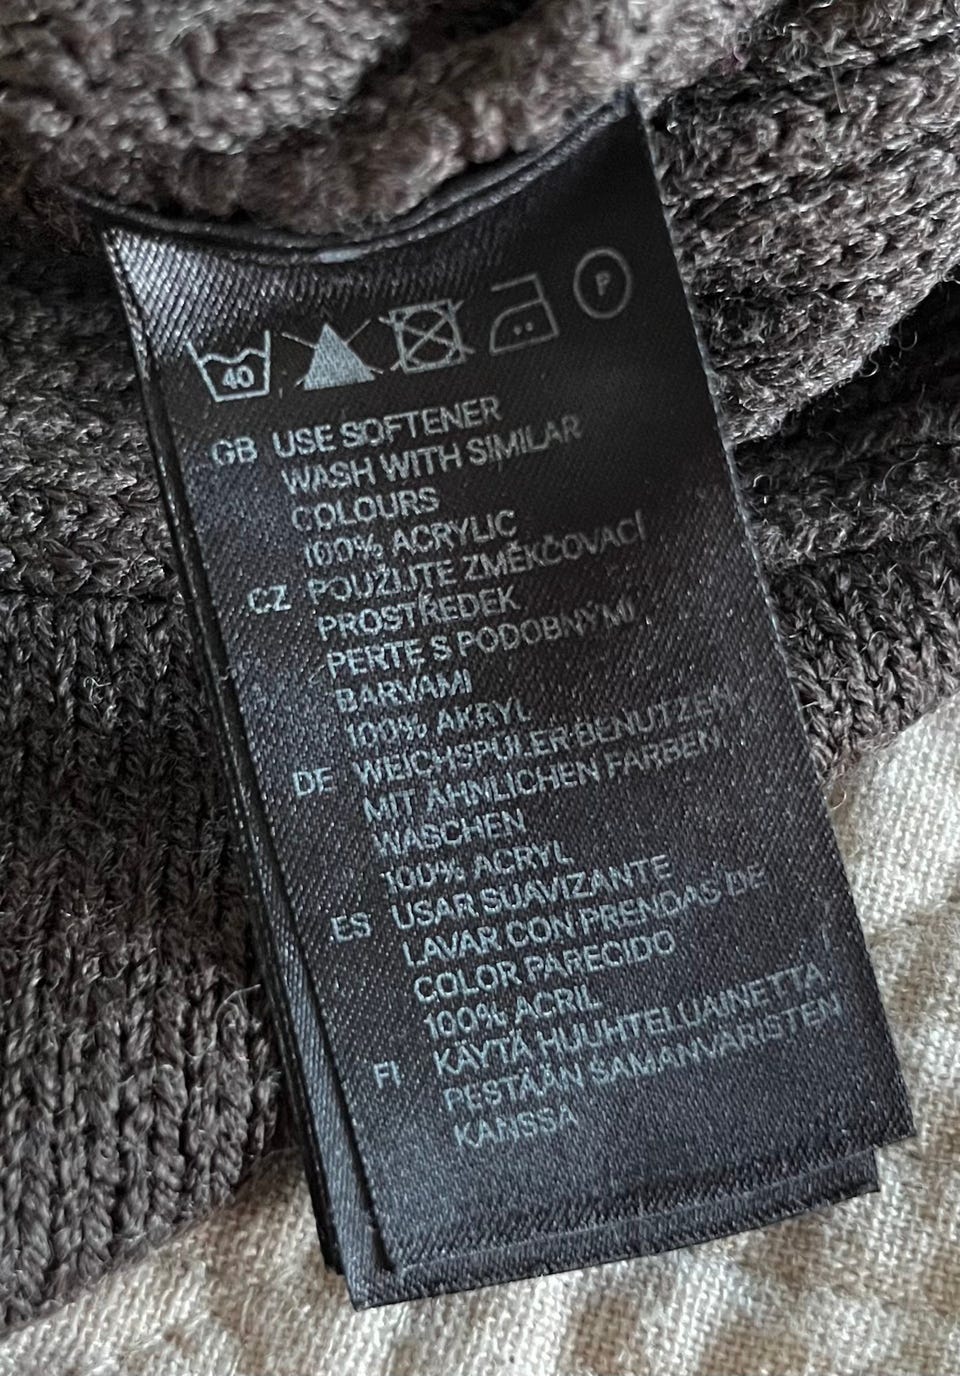 40
P
GB USE SOFTENER
WASH WITH SIMILAR
COLOURS
100% ACRYLIC
CZ POUŽIJTE ZMĚKČOVACÍ
PROSTŘEDEK
PERTE S PODOBNÝMI
BARVAMI
100% AKRYL
DE WEICHSPÜLER BENUTZEN
MIT ÄHNLICHEN FARBEN
WASCHEN
100% ACRYL
ES USAR SUAVIZANTE
LAVAR CON PRENDAS DE
COLOR PARECIDO
100% ACRIL
FI KÄYTÄ HUUHTELUAINETTA
PESTÄÄN SAMANVÄRISTEN
KANSSA